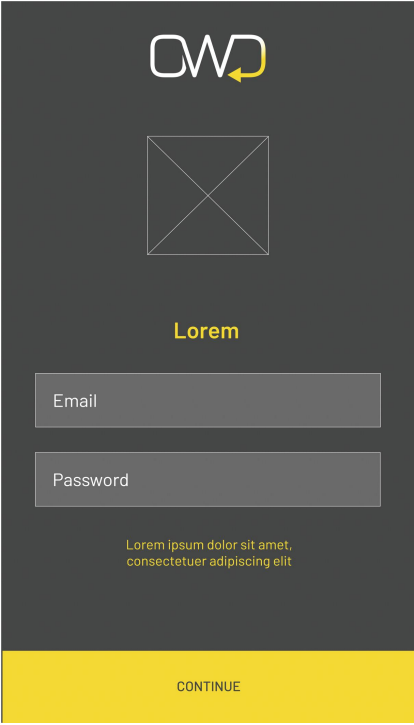 OWD
Lorem
Email
Password
Lorem ipsum dolor sit amet,
consectetuer adipiscing elit
CONTINUE